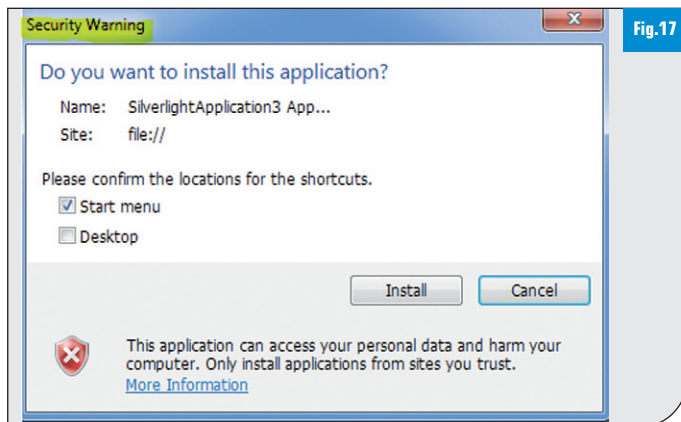 Security Warning
Fig.17
Do you want to install this application?
Name: SilverlightApplication3 App...
Site: file://
Please confirm the locations for the shortcuts.
Start menu
Desktop
Install Cancel
This application can access your personal data and harm your
computer. Only install applications from sites you trust.
More Information